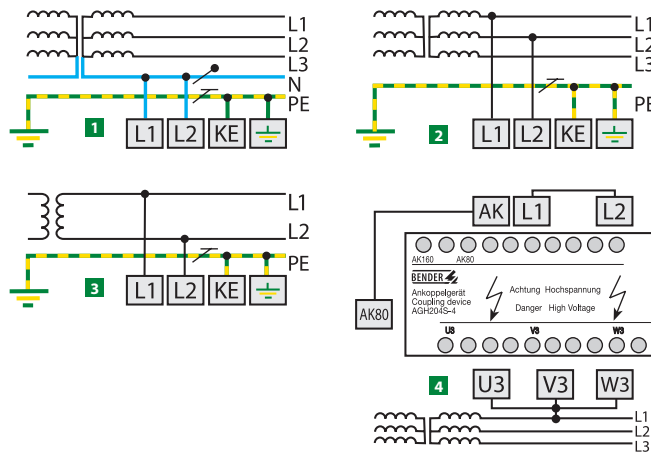 L1
L2
L3
N
PE
1
L1 L2 KE
L1
L2
L3
PE
2
L1 L2 KE
L1
L2
PE
3
L1 L2 KE
AK L1 L2
AK160 AK80
BENDER
Ankoppelgerät
Coupling device
AGH204S-4
Achtung Hochspannung
Danger High Voltage
AK80
U3 V3 W3
4
U3 V3 W3
L1
L2
L3